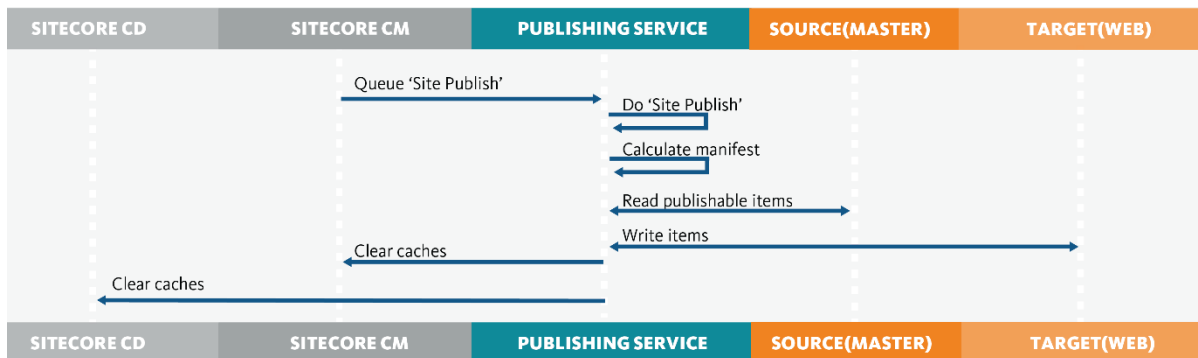 SITECORE CD SITECORE CM PUBLISHING SERVICE SOURCE(MASTER) TARGET(WEB)
Queue ‘Site Publish’
Do ‘Site Publish’
Calculate manifest
Read publishable items
Write items
Clear caches
Clear caches
SITECORE CD SITECORE CM PUBLISHING SERVICE SOURCE(MASTER) TARGET(WEB)